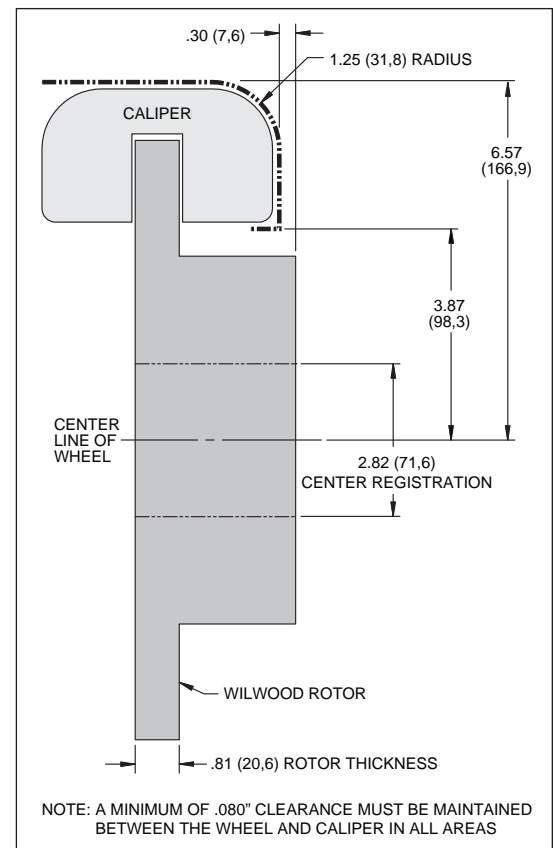 .30 (7,6)
1.25 (31,8) RADIUS
CALIPER
6.57
(166,9)
3.87
(98,3)
CENTER
LINE OF
WHEEL
2.82 (71,6)
CENTER REGISTRATION
WILWOOD ROTOR
.81 (20,6) ROTOR THICKNESS
NOTE: A MINIMUM OF .080" CLEARANCE MUST BE MAINTAINED
BETWEEN THE WHEEL AND CALIPER IN ALL AREAS